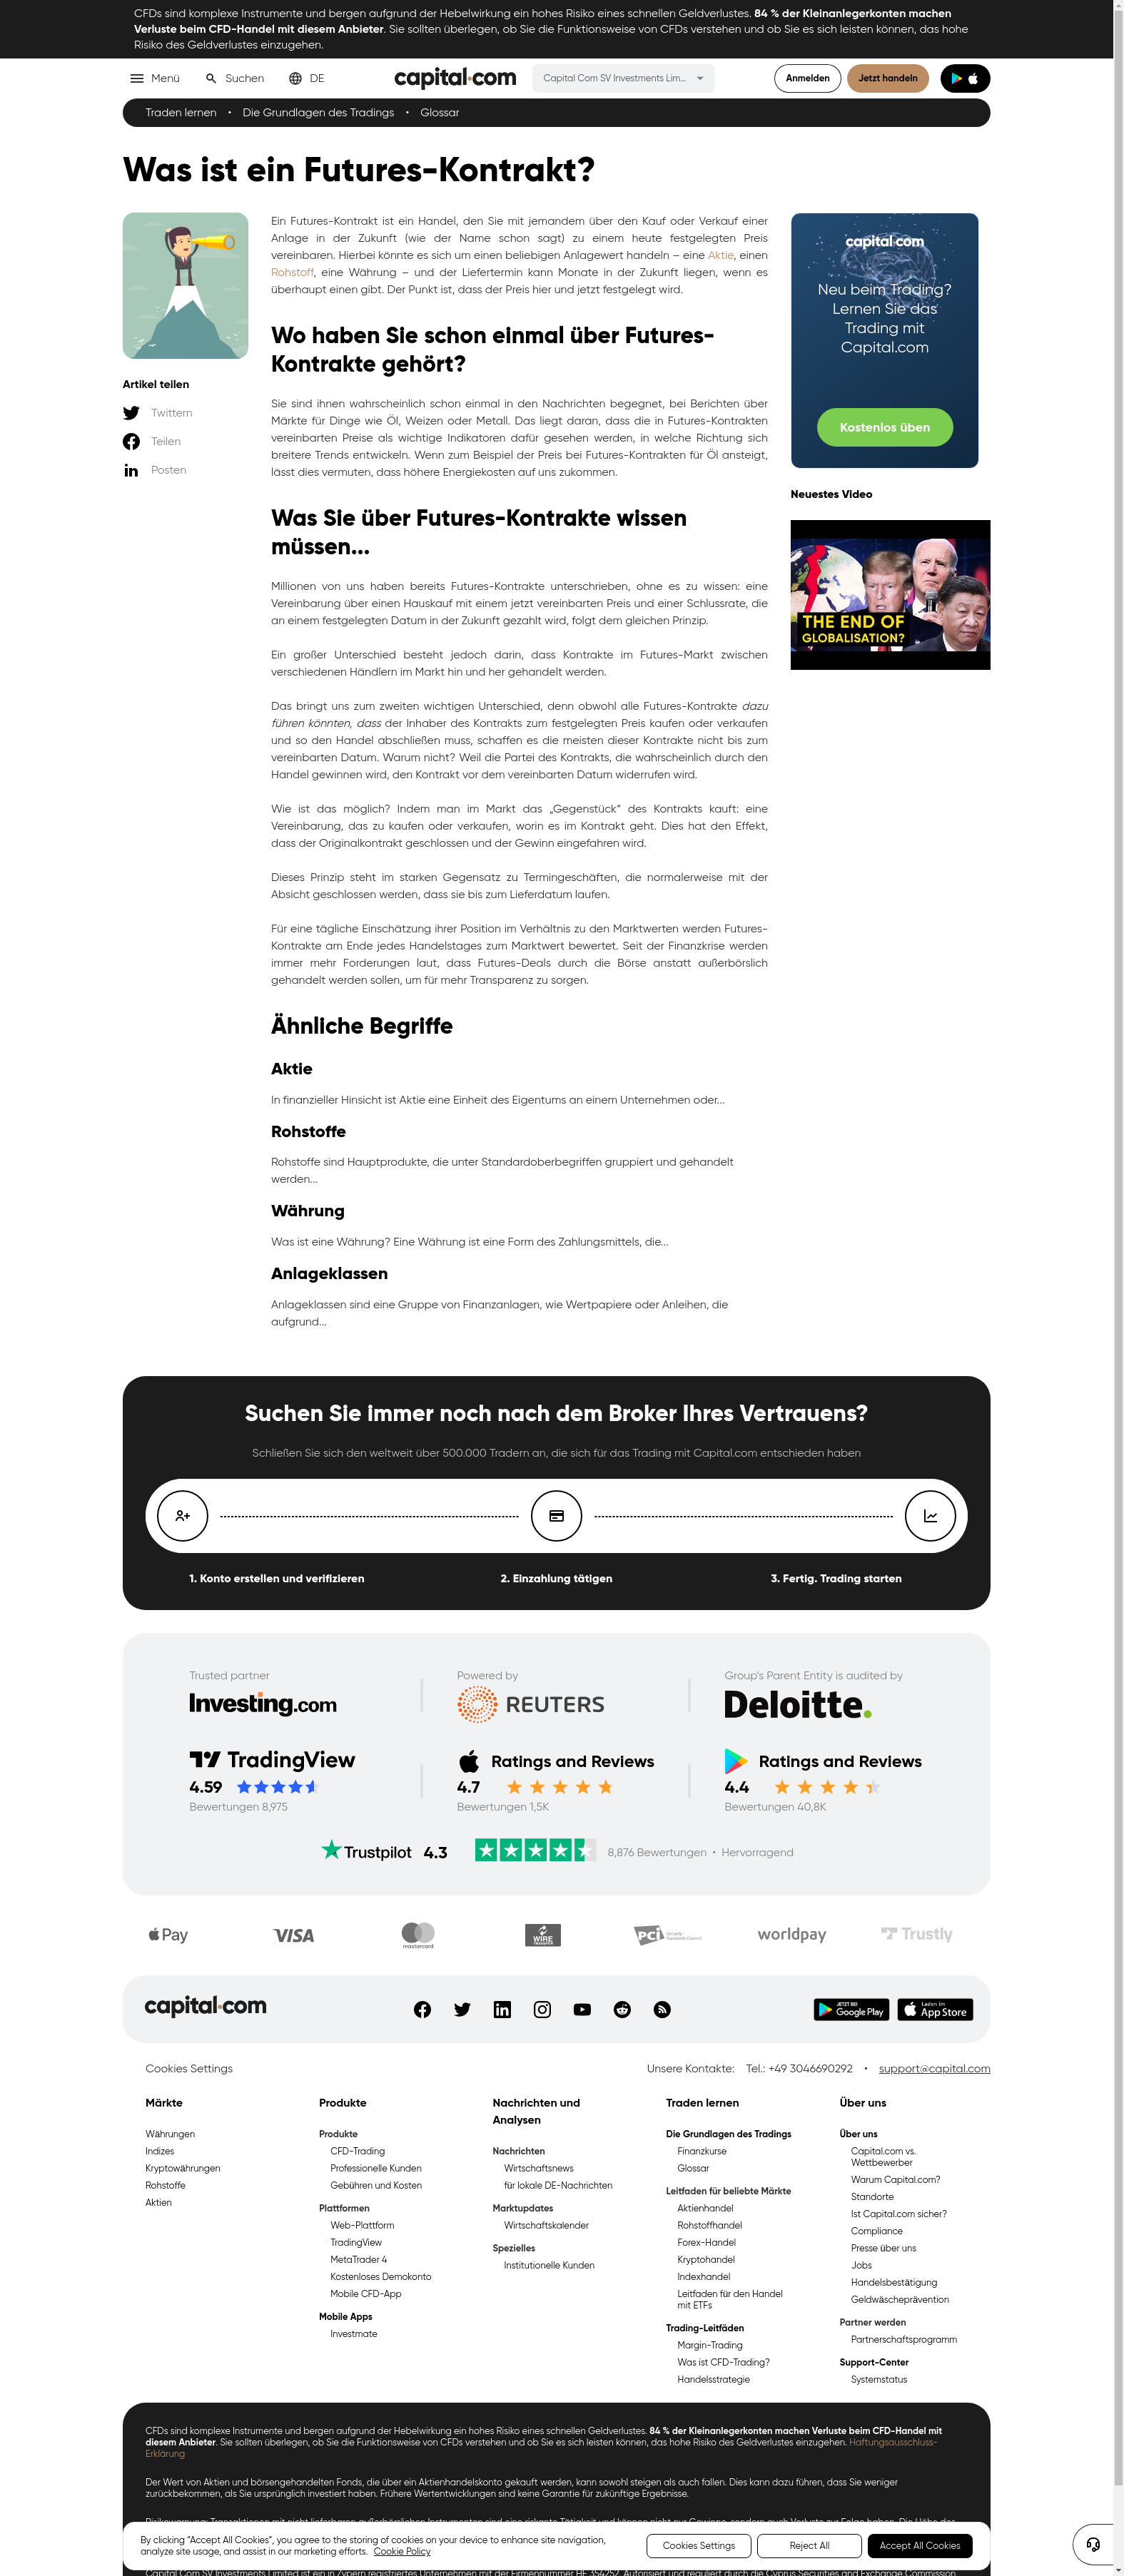 CFDs sind komplexe Instrumente und bergen aufgrund der Hebelwirkung ein hohes Risiko eines schnellen Geldverlustes. 84 % der Kleinanlegerkonten machen
Verluste beim CFD-Handel mit diesem Anbieter. Sie sollten überlegen, ob Sie die Funktionsweise von CFDs verstehen und ob Sie es sich leisten können, das hohe
Risiko des Geldverlustes einzugehen.
Menü
Suchen
DE
capital.com
Capital Com SV Investments Lim...
Anmelden
Jetzt handeln
Traden lernen • Die Grundlagen des Tradings • Glossar
Was ist ein Futures-Kontrakt?
Artikel teilen
Twittern
Teilen
Posten
Ein Futures-Kontrakt ist ein Handel, den Sie mit jemandem über den Kauf oder Verkauf einer
Anlage in der Zukunft (wie der Name schon sagt) zu einem heute festgelegten Preis
vereinbaren. Hierbei könnte es sich um einen beliebigen Anlagewert handeln – eine Aktie, einen
Rohstoff, eine Währung – und der Liefertermin kann Monate in der Zukunft liegen, wenn es
überhaupt einen gibt. Der Punkt ist, dass der Preis hier und jetzt festgelegt wird.
Wo haben Sie schon einmal über Futures-
Kontrakte gehört?
Sie sind ihnen wahrscheinlich schon einmal in den Nachrichten begegnet, bei Berichten über
Märkte für Dinge wie Öl, Weizen oder Metall. Das liegt daran, dass die in Futures-Kontrakten
vereinbarten Preise als wichtige Indikatoren dafür gesehen werden, in welche Richtung sich
breitere Trends entwickeln. Wenn zum Beispiel der Preis bei Futures-Kontrakten für Öl ansteigt,
lässt dies vermuten, dass höhere Energiekosten auf uns zukommen.
Was Sie über Futures-Kontrakte wissen
müssen...
Millionen von uns haben bereits Futures-Kontrakte unterschrieben, ohne es zu wissen: eine
Vereinbarung über einen Hauskauf mit einem jetzt vereinbarten Preis und einer Schlussrate, die
an einem festgelegten Datum in der Zukunft gezahlt wird, folgt dem gleichen Prinzip.
Ein großer Unterschied besteht jedoch darin, dass Kontrakte im Futures-Markt zwischen
verschiedenen Händlern im Markt hin und her gehandelt werden.
Das bringt uns zum zweiten wichtigen Unterschied, denn obwohl alle Futures-Kontrakte dazu
führen könnten, dass der Inhaber des Kontrakts zum festgelegten Preis kaufen oder verkaufen
und so den Handel abschließen muss, schaffen es die meisten dieser Kontrakte nicht bis zum
vereinbarten Datum. Warum nicht? Weil die Partei des Kontrakts, die wahrscheinlich durch den
Handel gewinnen wird, den Kontrakt vor dem vereinbarten Datum widerrufen wird.
Wie ist das möglich? Indem man im Markt das „Gegenstück“ des Kontrakts kauft: eine
Vereinbarung, das zu kaufen oder verkaufen, worin es im Kontrakt geht. Dies hat den Effekt,
dass der Originalkontrakt geschlossen und der Gewinn eingefahren wird.
Dieses Prinzip steht im starken Gegensatz zu Termingeschäften, die normalerweise mit der
Absicht geschlossen werden, dass sie bis zum Lieferdatum laufen.
Für eine tägliche Einschätzung ihrer Position im Verhältnis zu den Marktwerten werden Futures-
Kontrakte am Ende jedes Handelstages zum Marktwert bewertet. Seit der Finanzkrise werden
immer mehr Forderungen laut, dass Futures-Deals durch die Börse anstatt außerbörslich
gehandelt werden sollen, um für mehr Transparenz zu sorgen.
Ähnliche Begriffe
Aktie
In finanzieller Hinsicht ist Aktie eine Einheit des Eigentums an einem Unternehmen oder...
Rohstoffe
Rohstoffe sind Hauptprodukte, die unter Standardoberbegriffen gruppiert und gehandelt
werden...
Währung
Was ist eine Währung? Eine Währung ist eine Form des Zahlungsmittels, die...
Anlageklassen
Anlageklassen sind eine Gruppe von Finanzanlagen, wie Wertpapiere oder Anleihen, die
aufgrund...
capital.com
Neu beim Trading?
Lernen Sie das
Trading mit
Capital.com
Kostenlos üben
Neuestes Video
THE END OF
GLOBALISATION?
Suchen Sie immer noch nach dem Broker Ihres Vertrauens?
Schließen Sie sich den weltweit über 500.000 Tradern an, die sich für das Trading mit Capital.com entschieden haben
1. Konto erstellen und verifizieren
2. Einzahlung tätigen
3. Fertig. Trading starten
Trusted partner
Investing.com
Powered by
REUTERS
Group's Parent Entity is audited by
Deloitte.
TradingView
4.59
Bewertungen 8,975
Ratings and Reviews
4.7
Bewertungen 1,5K
Ratings and Reviews
4.4
Bewertungen 40,8K
Trustpilot 4.3
8,876 Bewertungen • Hervorragend
Pay
VISA
mastercard
WIRE
TRANSFER
PCI Security
Standards Council
worldpay
Trustly
capital.com
JETZT BEI
Google Play
Laden im
App Store
Cookies Settings
Unsere Kontakte: Tel.: +49 3046690292 • support@capital.com
Märkte
Währungen
Indizes
Kryptowährungen
Rohstoffe
Aktien
Produkte
Produkte
CFD-Trading
Professionelle Kunden
Gebühren und Kosten
Plattformen
Web-Plattform
TradingView
MetaTrader 4
Kostenloses Demokonto
Mobile CFD-App
Mobile Apps
Investmate
Nachrichten und
Analysen
Nachrichten
Wirtschaftsnews
für lokale DE-Nachrichten
Marktupdates
Wirtschaftskalender
Spezielles
Institutionelle Kunden
Traden lernen
Die Grundlagen des Tradings
Finanzkurse
Glossar
Leitfaden für beliebte Märkte
Aktienhandel
Rohstoffhandel
Forex-Handel
Kryptohandel
Indexhandel
Leitfaden für den Handel
mit ETFs
Trading-Leitfäden
Margin-Trading
Was ist CFD-Trading?
Handelsstrategie
Über uns
Über uns
Capital.com vs.
Wettbewerber
Warum Capital.com?
Standorte
Ist Capital.com sicher?
Compliance
Presse über uns
Jobs
Handelsbestätigung
Geldwäscheprävention
Partner werden
Partnerschaftsprogramm
Support-Center
Systemstatus
CFDs sind komplexe Instrumente und bergen aufgrund der Hebelwirkung ein hohes Risiko eines schnellen Geldverlustes. 84 % der Kleinanlegerkonten machen Verluste beim CFD-Handel mit
diesem Anbieter. Sie sollten überlegen, ob Sie die Funktionsweise von CFDs verstehen und ob Sie es sich leisten können, das hohe Risiko des Geldverlustes einzugehen. Haftungsausschluss-
Erklärung
Der Wert von Aktien und börsengehandelten Fonds, die über ein Aktienhandelskonto gekauft werden, kann sowohl steigen als auch fallen. Dies kann dazu führen, dass Sie weniger
zurückbekommen, als Sie ursprünglich investiert haben. Frühere Wertentwicklungen sind keine Garantie für zukünftige Ergebnisse.
By clicking “Accept All Cookies”, you agree to the storing of cookies on your device to enhance site navigation,
analyze site usage, and assist in our marketing efforts. Cookie Policy
Cookies Settings
Reject All
Accept All Cookies
Capital Com SV Investments Limited ist ein in Zypern registriertes Unternehmen mit der Firmennummer HE 354252. Autorisiert und reguliert durch die Cyprus Securities and Exchange Commission